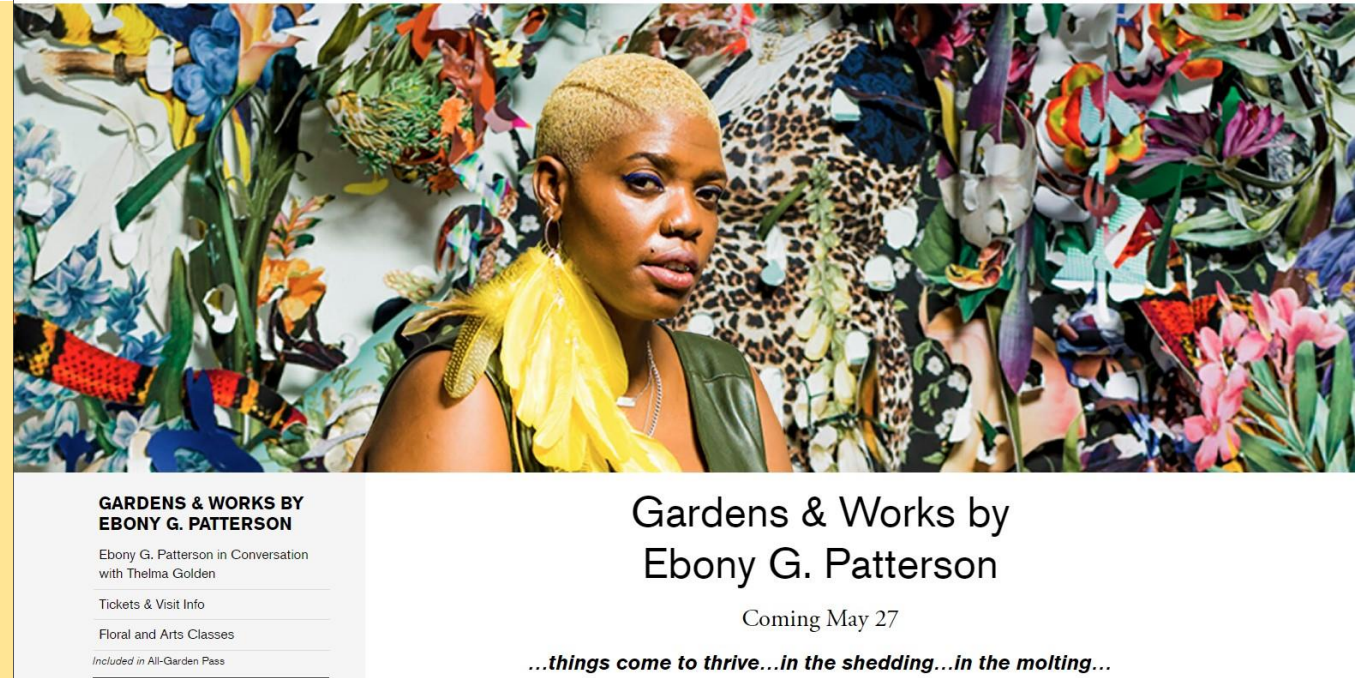 GARDENS & WORKS BY
EBONY G. PATTERSON
Ebony G. Patterson in Conversation
with Thelma Golden
Tickets & Visit Info
Floral and Arts Classes
Included in All-Garden Pass
Gardens & Works by
Ebony G. Patterson
Coming May 27
...things come to thrive...in the shedding...in the molting...